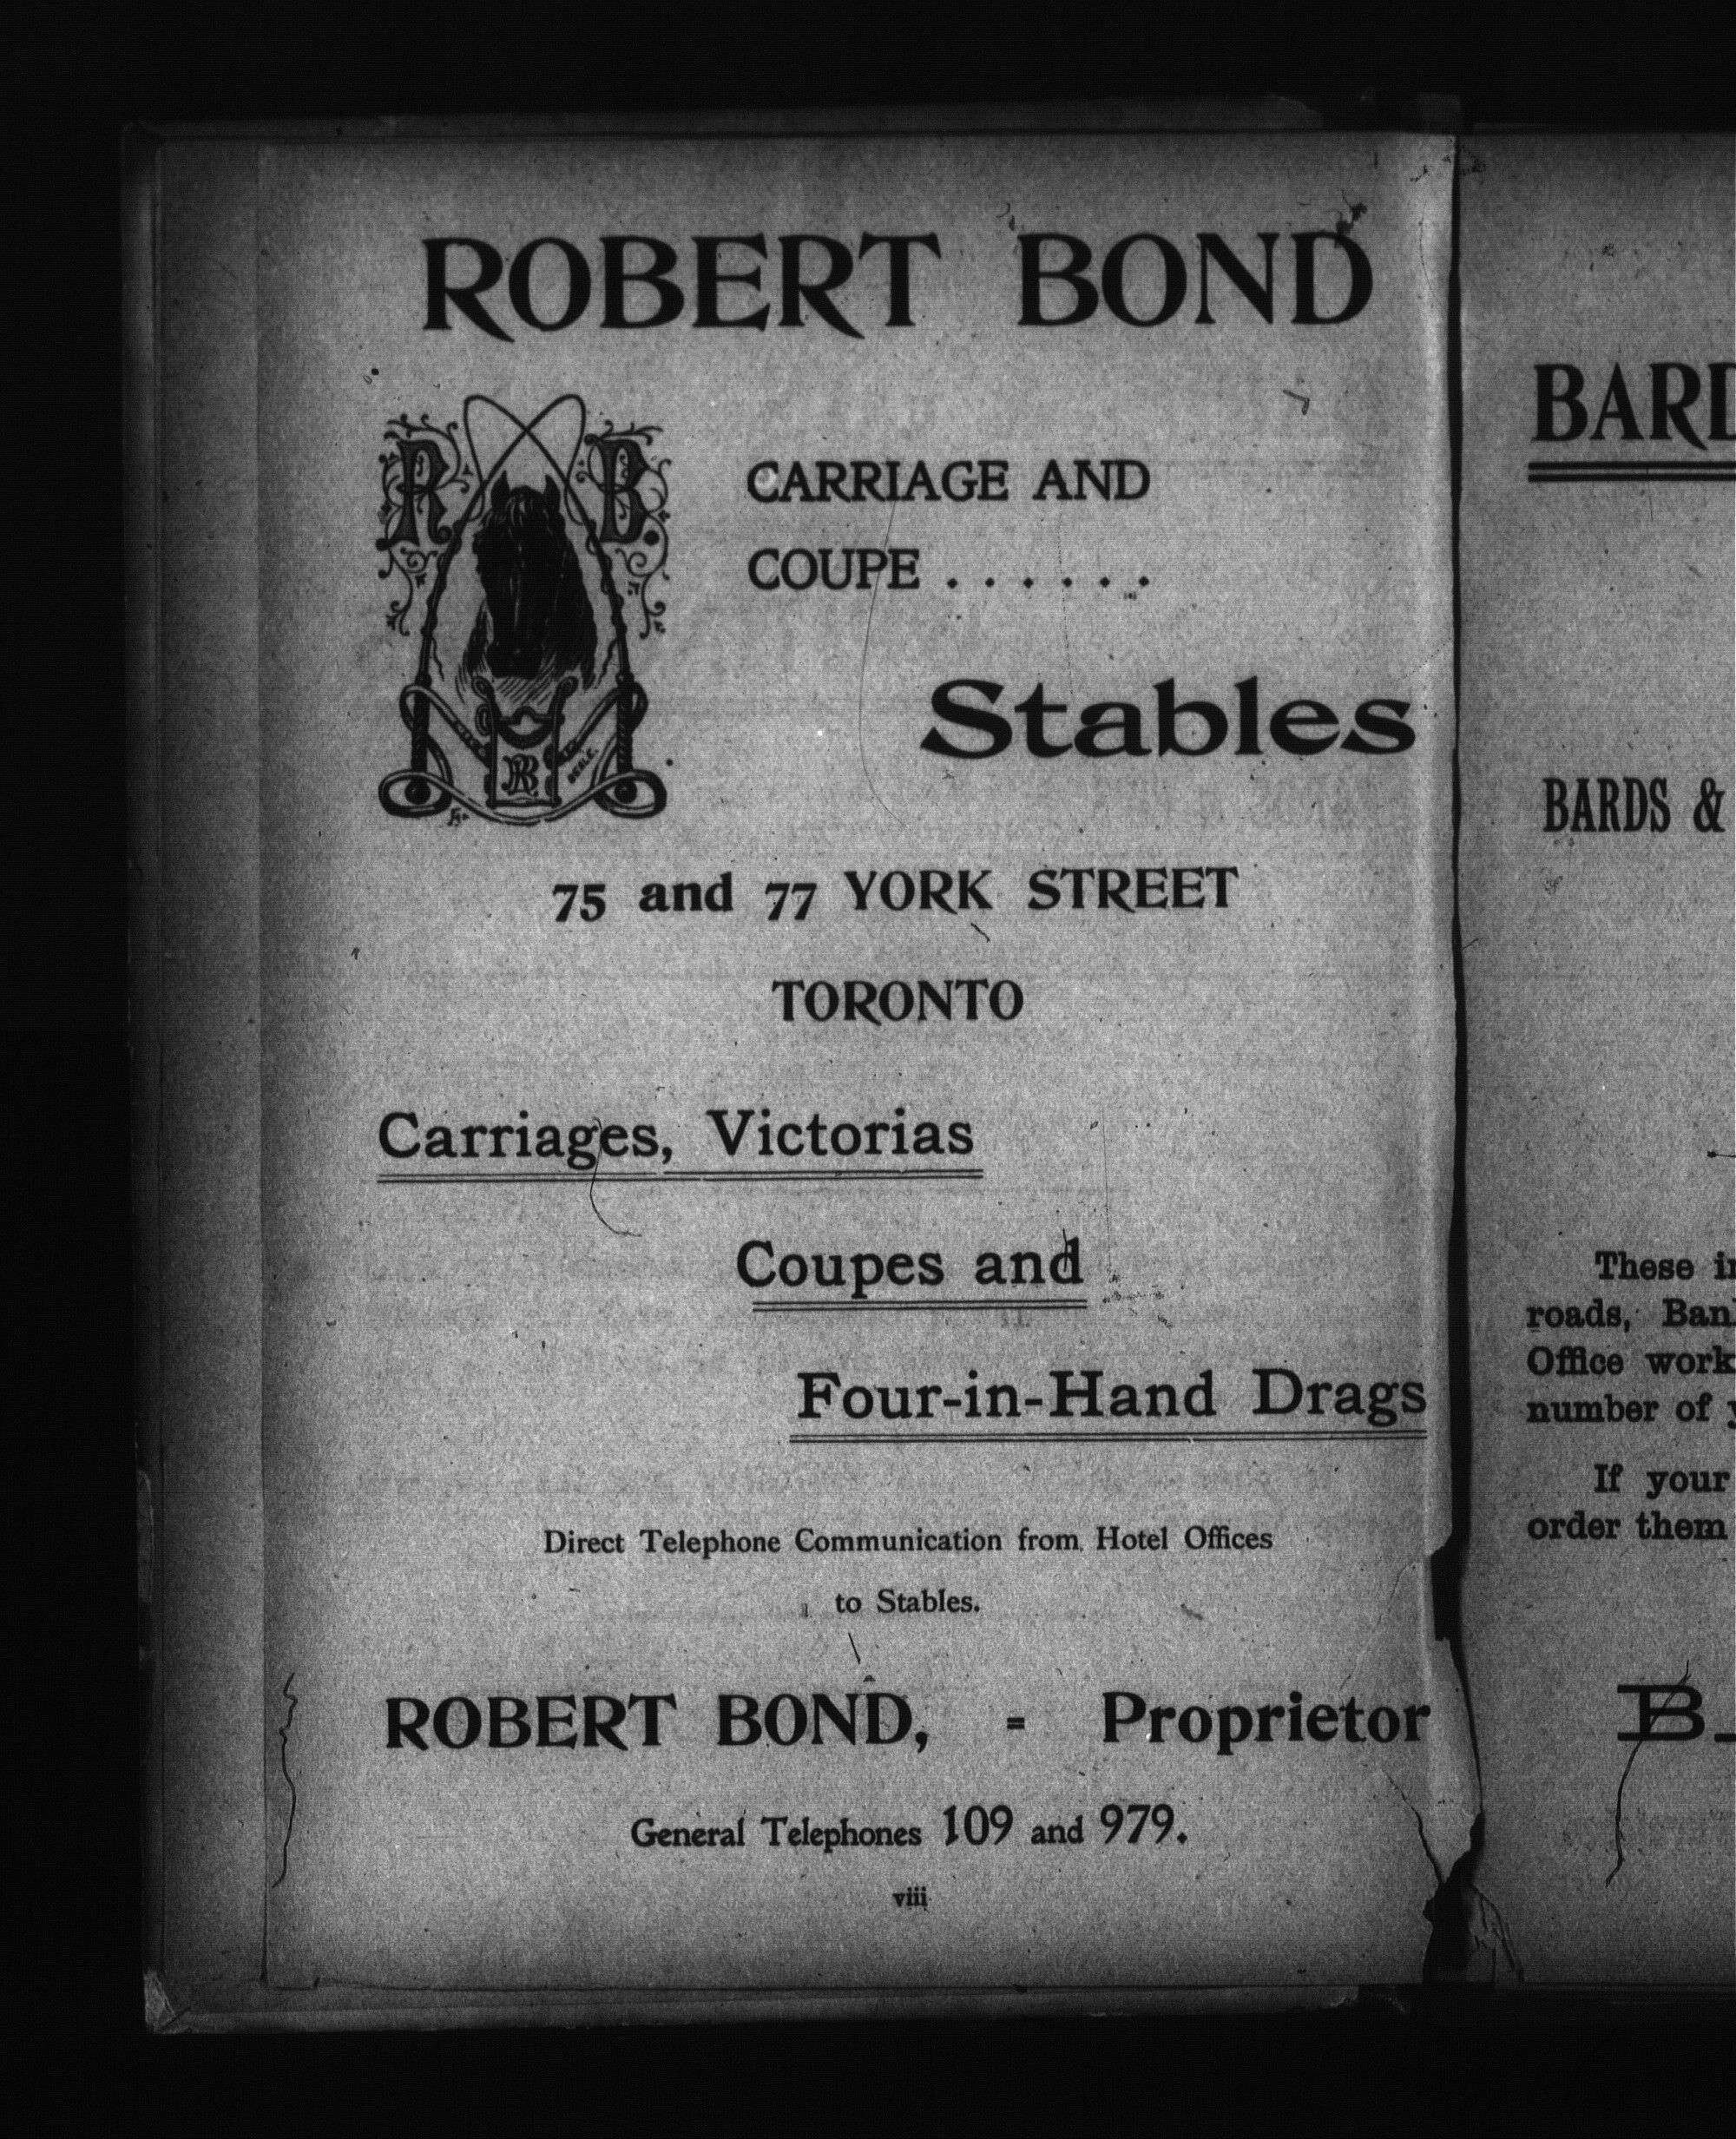 ROBERT BOND
R B
CARRIAGE AND
COUPE . . . . . .
Stables
75 and 77 YORK STREET
TORONTO
Carriages, Victorias
Coupes and
Four-in-Hand Drags
Direct Telephone Communication from Hotel Offices
to Stables.
ROBERT BOND, = Proprietor
General Telephones 109 and 979.
viii
BARD
BARDS &
These
roads,
Office work
number of
If your
order them
B.